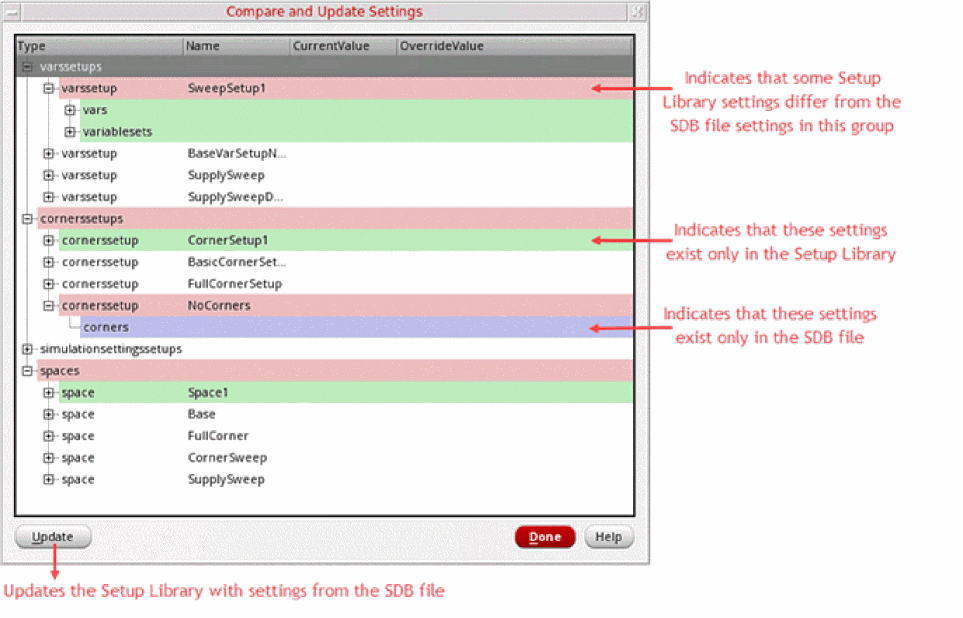 Compare and Update Settings
Type Name CurrentValue OverrideValue
varssetups
varssetup SweepSetup1
vars
variablesets
varssetup BaseVarSetupN...
varssetup SupplySweep
varssetup SupplySweepD...
cornerssetups
cornerssetup CornerSetup1
cornerssetup BasicCornerSet...
cornerssetup FullCornerSetup
cornerssetup NoCorners
corners
simulationsettingssetups
spaces
space Space1
space Base
space FullCorner
space CornerSweep
space SupplySweep
Update Done Help
Indicates that some Setup
Library settings differ from the
SDB file settings in this group
Indicates that these settings
exist only in the Setup Library
Indicates that these settings
exist only in the SDB file
Updates the Setup Library with settings from the SDB file